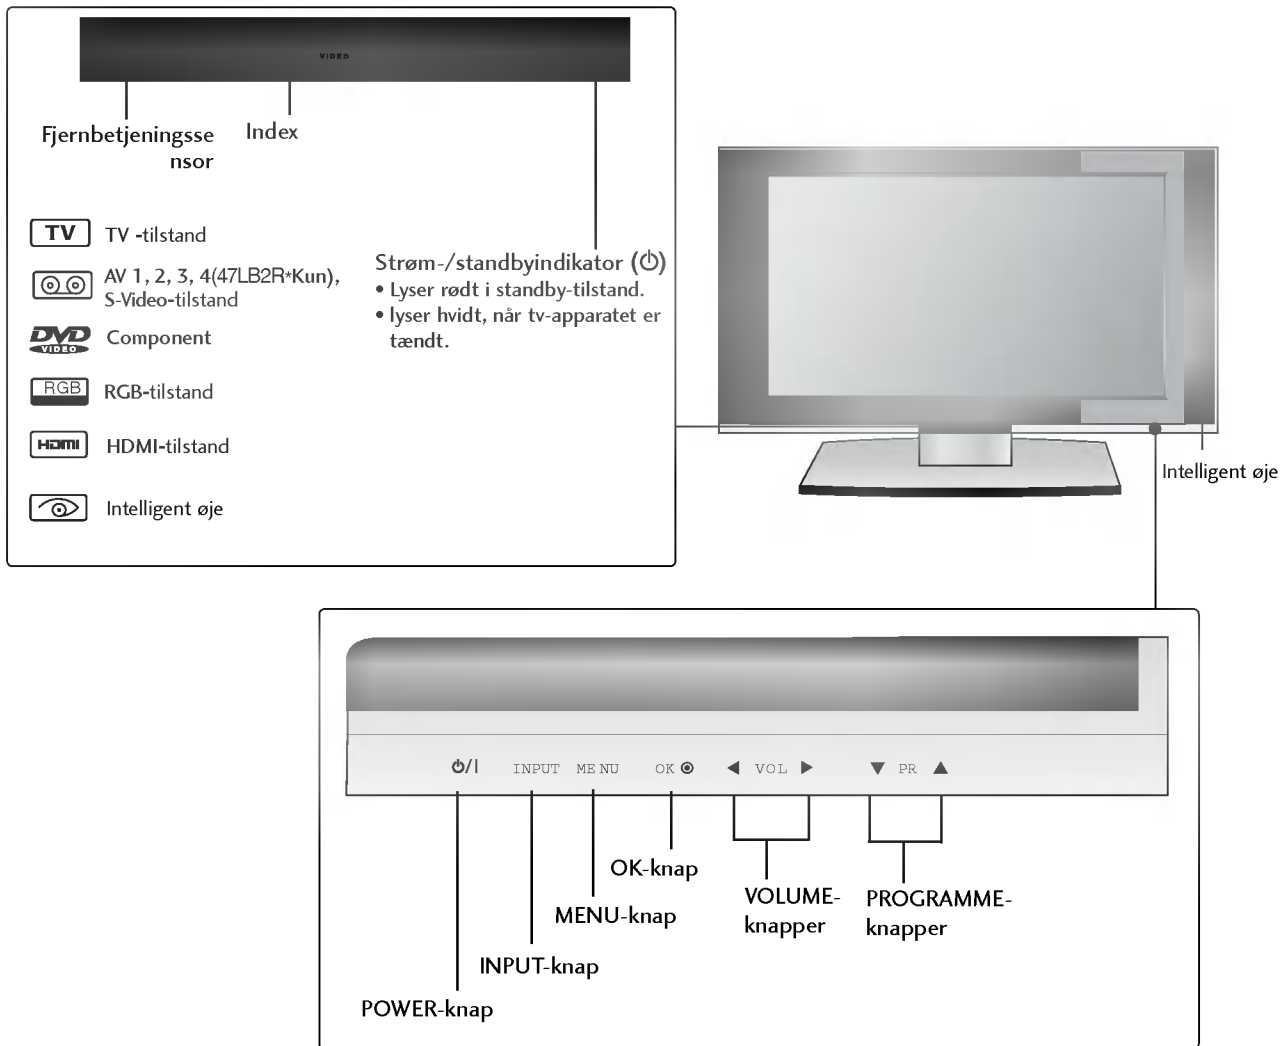 VIDEO
Fjernbetjeningsse
nsor
Index
TV TV -tilstand
AV 1, 2, 3, 4(47LB2R*Kun),
S-Video-tilstand
DVD
VIDEO
Component
RGB RGB-tilstand
HDMI HDMI-tilstand
Intelligent øje
Strøm-/standbyindikator (⏻)
• Lyser rødt i standby-tilstand.
• lyser hvidt, når tv-apparatet er
tændt.
Intelligent øje
⏻/I INPUT MENU OK ◉ ◀ VOL ▶ ▼ PR ▲
OK-knap
MENU-knap
INPUT-knap
POWER-knap
VOLUME-
knapper
PROGRAMME-
knapper